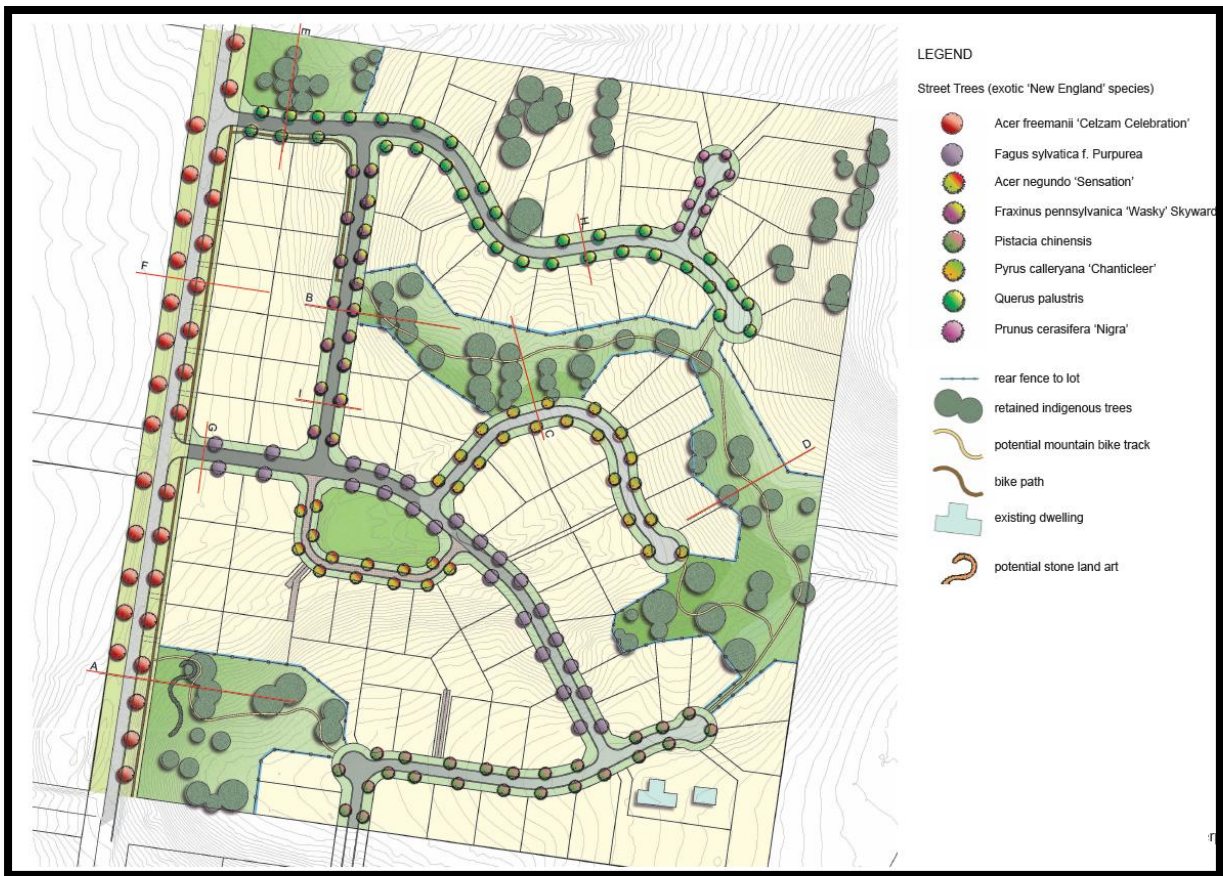 E
F
H
B
I
C
G
D
A
LEGEND
Street Trees (exotic 'New England' species)
Acer freemanii 'Celzam Celebration'
Fagus sylvatica f. Purpurea
Acer negundo 'Sensation'
Fraxinus pennsylvanica 'Wasky' Skyward
Pistacia chinensis
Pyrus calleryana 'Chanticleer'
Quercus palustris
Prunus cerasifera 'Nigra'
rear fence to lot
retained indigenous trees
potential mountain bike track
bike path
existing dwelling
potential stone land art